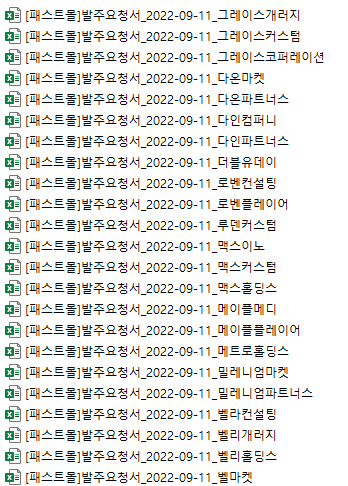 [패스트몰]발주요청서_2022-09-11_그레이스개러지
[패스트몰]발주요청서_2022-09-11_그레이스커스텀
[패스트몰]발주요청서_2022-09-11_그레이스코퍼레이션
[패스트몰]발주요청서_2022-09-11_다온마켓
[패스트몰]발주요청서_2022-09-11_다온파트너스
[패스트몰]발주요청서_2022-09-11_다인컴퍼니
[패스트몰]발주요청서_2022-09-11_다인파트너스
[패스트몰]발주요청서_2022-09-11_더블유데이
[패스트몰]발주요청서_2022-09-11_로벤컨설팅
[패스트몰]발주요청서_2022-09-11_로벤플레이어
[패스트몰]발주요청서_2022-09-11_루덴커스텀
[패스트몰]발주요청서_2022-09-11_맥스이노
[패스트몰]발주요청서_2022-09-11_맥스커스텀
[패스트몰]발주요청서_2022-09-11_맥스홀딩스
[패스트몰]발주요청서_2022-09-11_메이플메디
[패스트몰]발주요청서_2022-09-11_메이플플레이어
[패스트몰]발주요청서_2022-09-11_메트로홀딩스
[패스트몰]발주요청서_2022-09-11_밀레니엄마켓
[패스트몰]발주요청서_2022-09-11_밀레니엄파트너스
[패스트몰]발주요청서_2022-09-11_벨라컨설팅
[패스트몰]발주요청서_2022-09-11_벨리개러지
[패스트몰]발주요청서_2022-09-11_벨리홀딩스
[패스트몰]발주요청서_2022-09-11_벨마켓